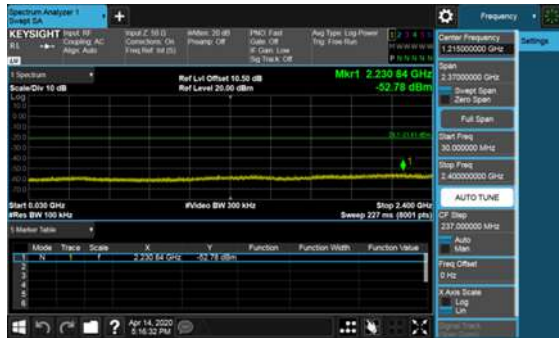 Spectrum Analyzer 1
Swept SA
+
Frequency
KEYSIGHT
Input: RF
Coupling: AC
Align: Auto
Input Z: 50 Ω
Corrections: On
Freq Ref: Int (S)
#Atten: 20 dB
Preamp: Off
PNO: Fast
Gate: Off
IF Gain: Low
Sig Track: Off
Avg Type: Log-Power
Trig: Free Run
Center Frequency
1.215000000 GHz
Settings
Span
2.37000000 GHz
Swept Span
Zero Span
Full Span
Start Freq
30.000000 MHz
Stop Freq
2.400000000 GHz
AUTO TUNE
CF Step
237.000000 MHz
Auto
Man
Freq Offset
0 Hz
X Axis Scale
Log
Lin
Signal Track
1 Spectrum
Scale/Div 10 dB
Log
Ref Lvl Offset 10.50 dB
Ref Level 20.00 dBm
Mkr1 2.230 84 GHz
-52.78 dBm
1
Start 0.030 GHz
#Res BW 100 kHz
#Video BW 300 kHz
Stop 2.400 GHz
Sweep 227 ms (8001 pts)
5 Marker Table
Mode Trace Scale X Y Function Function Width Function Value
1 N 1 f 2.230 84 GHz -52.78 dBm
2
3
4
5
6
?
Apr 14, 2020
5:16:32 PM